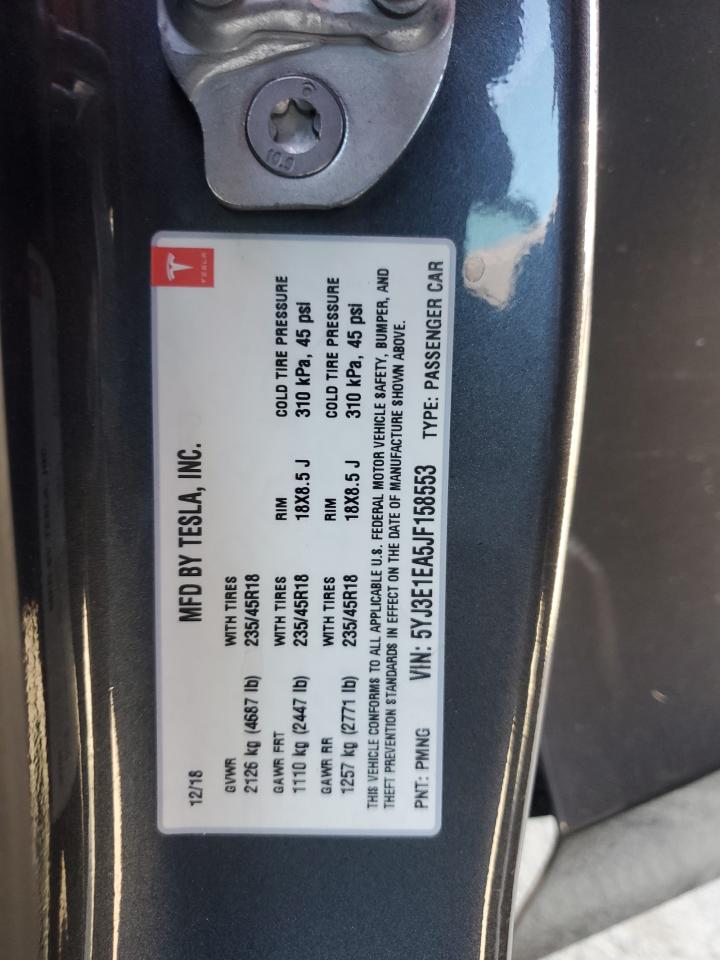 10.9
TESLA
MFD BY TESLA, INC.
12/18
GVWR WITH TIRES
2126 kg (4687 lb) 235/45R18
GAWR FRT WITH TIRES RIM COLD TIRE PRESSURE
1110 kg (2447 lb) 235/45R18 18X8.5 J 310 kPa, 45 psi
GAWR RR WITH TIRES RIM COLD TIRE PRESSURE
1257 kg (2771 lb) 235/45R18 18X8.5 J 310 kPa, 45 psi
THIS VEHICLE CONFORMS TO ALL APPLICABLE U.S. FEDERAL MOTOR VEHICLE SAFETY, BUMPER, AND
THEFT PREVENTION STANDARDS IN EFFECT ON THE DATE OF MANUFACTURE SHOWN ABOVE.
PNT: PMNG VIN: 5YJ3E1EA5JF158553 TYPE: PASSENGER CAR